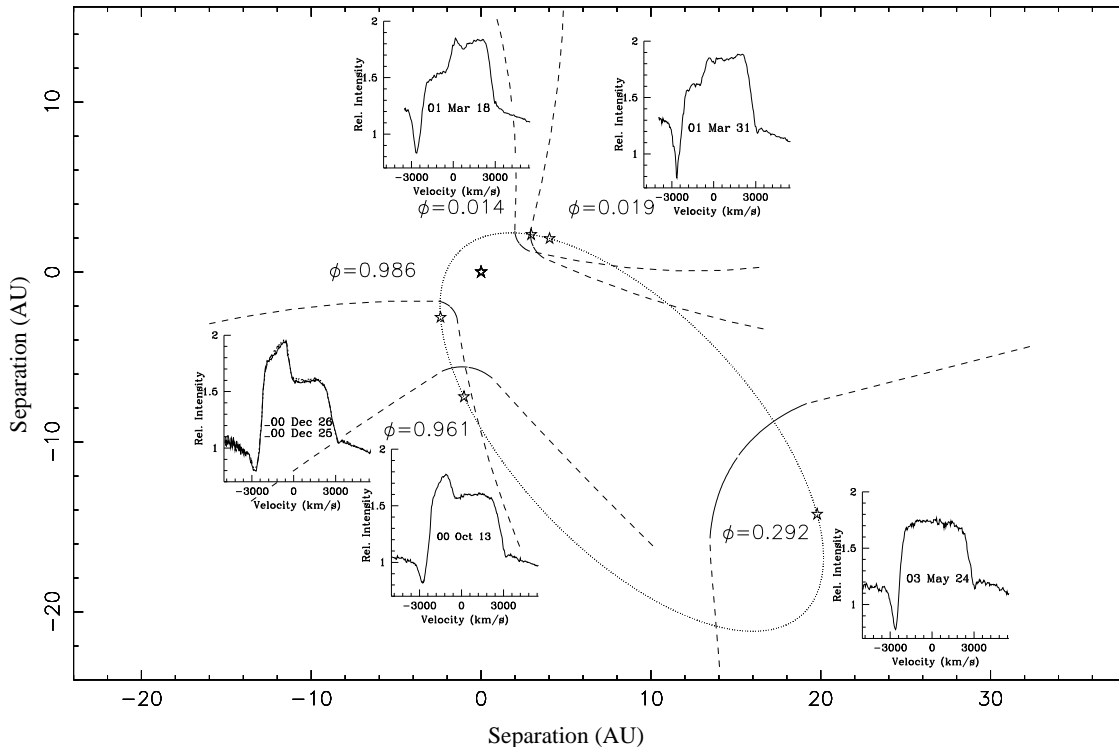 Separation (AU)
10
0
−10
−20
−20
−10
0
10
20
30
Separation (AU)
2
1.5
1
Rel. Intensity
01 Mar 18
−3000 0 3000
Velocity (km/s)
2
1.5
1
Rel. Intensity
01 Mar 31
−3000 0 3000
Velocity (km/s)
ϕ=0.014
ϕ=0.019
ϕ=0.986
2
1.5
1
Rel. Intensity
_00 Dec 26
_00 Dec 25
−3000 0 3000
Velocity (km/s)
ϕ=0.961
2
1.5
1
Rel. Intensity
00 Oct 13
−3000 0 3000
Velocity (km/s)
ϕ=0.292
2
1.5
1
Rel. Intensity
03 May 24
−3000 0 3000
Velocity (km/s)